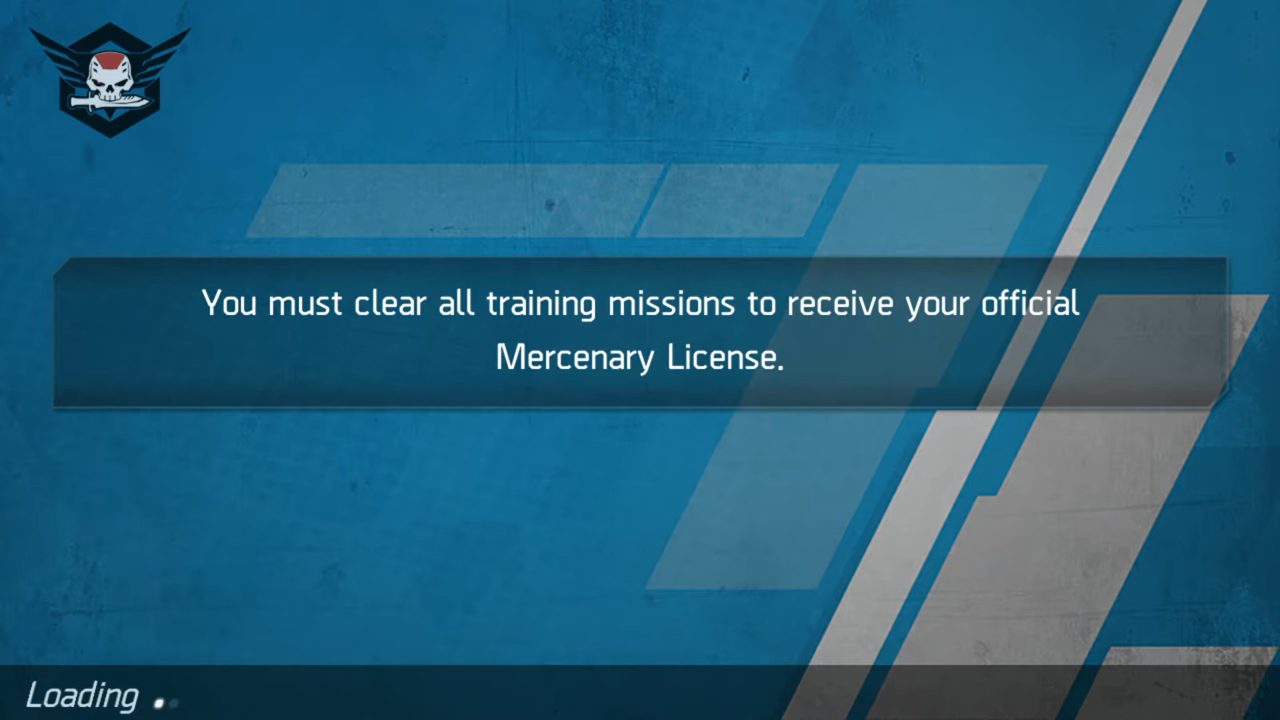 You must clear all training missions to receive your official
Mercenary License.
Loading